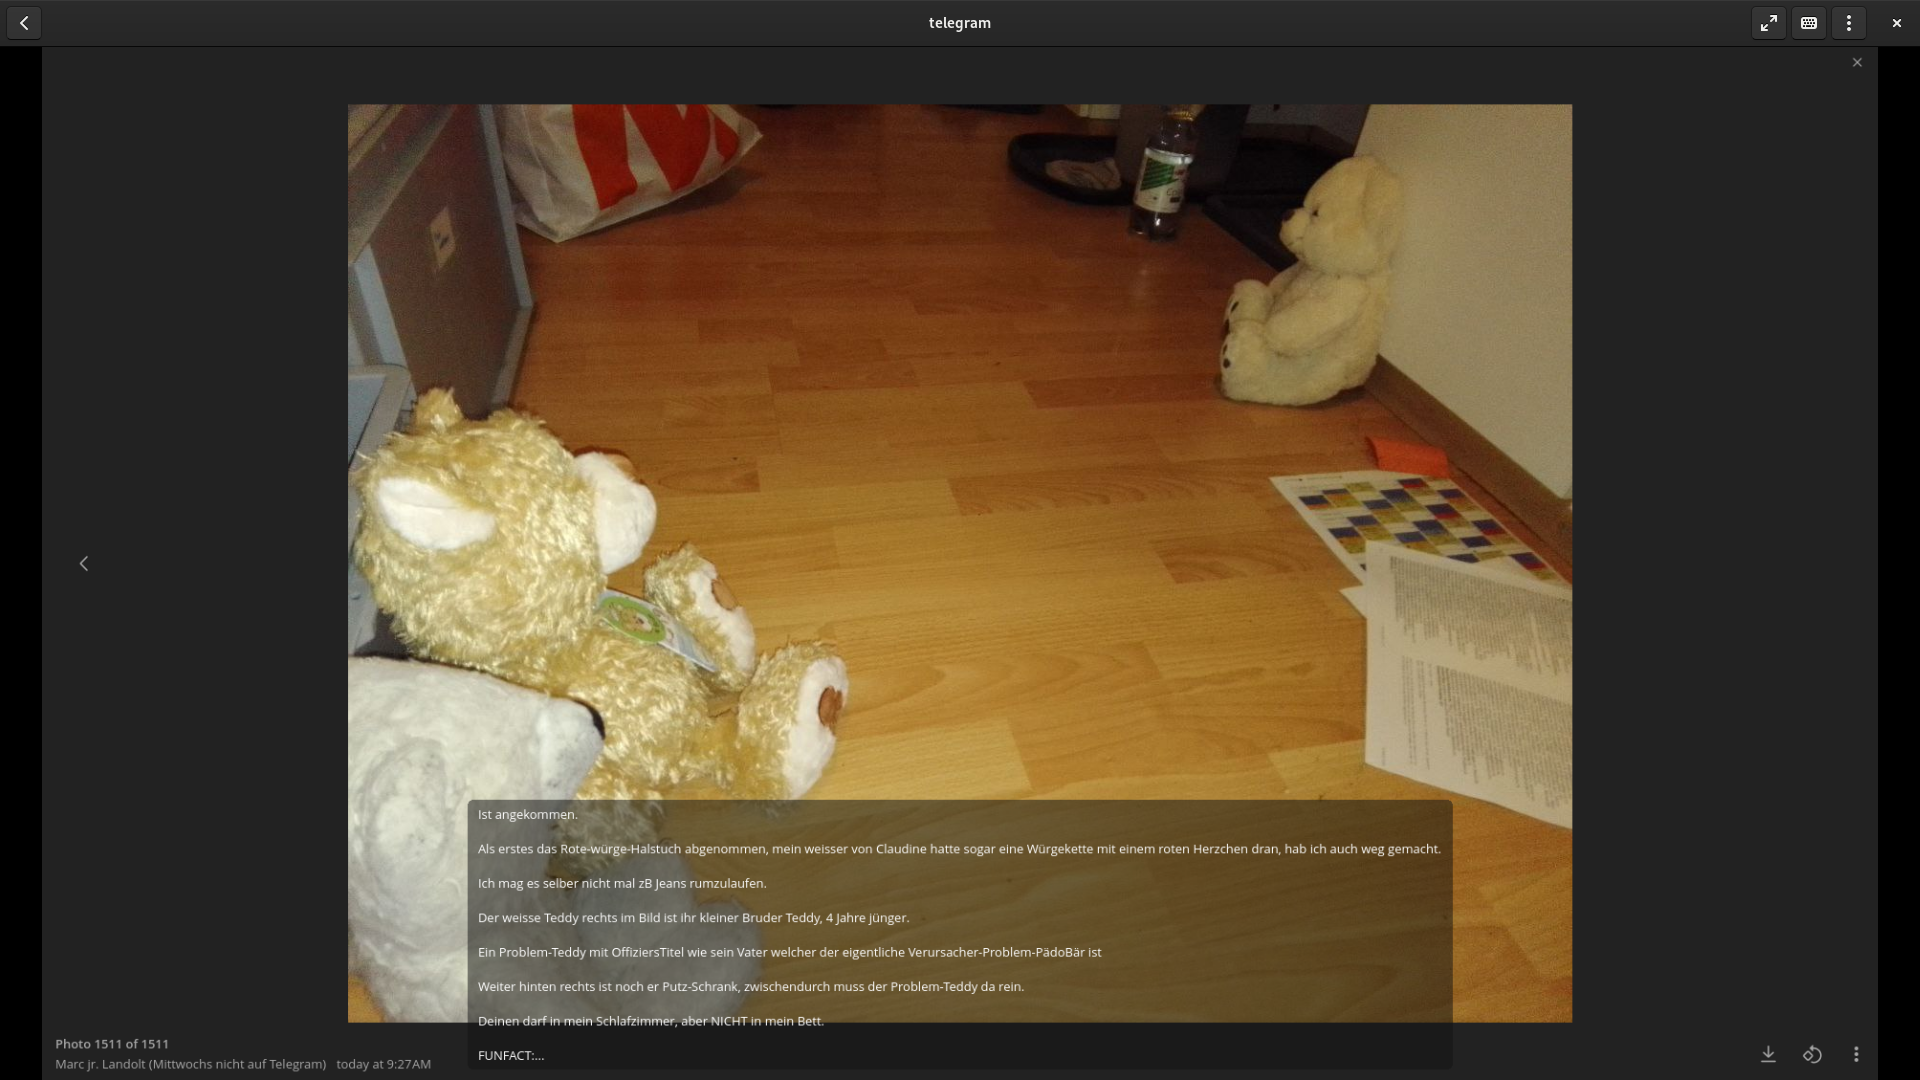 telegram
Ist angekommen.
Als erstes das Rote-würge-Halstuch abgenommen, mein weisser von Claudine hatte sogar eine Würgekette mit einem roten Herzchen dran, hab ich auch weg gemacht.
Ich mag es selber nicht mal zB Jeans rumzulaufen.
Der weisse Teddy rechts im Bild ist ihr kleiner Bruder Teddy, 4 Jahre jünger.
Ein Problem-Teddy mit OffiziersTitel wie sein Vater welcher der eigentliche Verursacher-Problem-PädoBär ist
Weiter hinten rechts ist noch er Putz-Schrank, zwischendurch muss der Problem-Teddy da rein.
Deinen darf in mein Schlafzimmer, aber NICHT in mein Bett.
FUNFACT:...
Photo 1511 of 1511
Marc jr. Landolt (Mittwochs nicht auf Telegram) today at 9:27AM